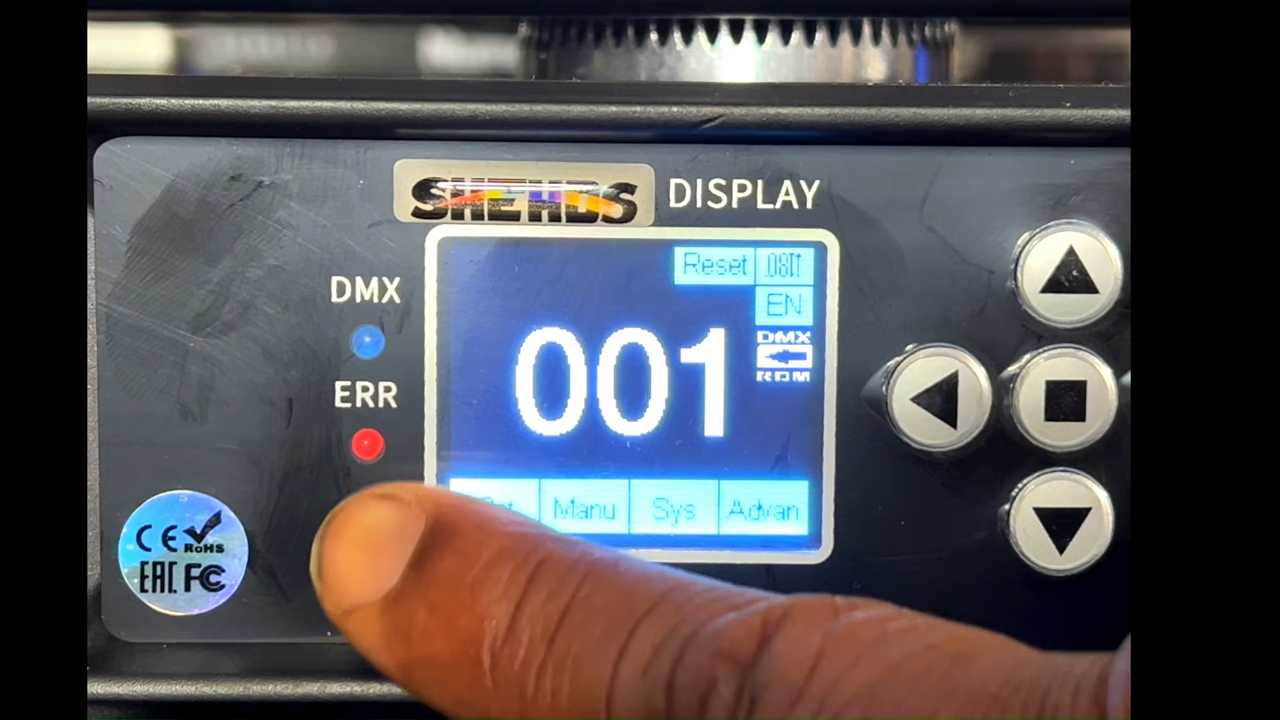 SHEHDS DISPLAY
Reset
EN
DMX
001
DMX
RDM
ERR
Manu Sys Advan
CE RoHS
EAC FC